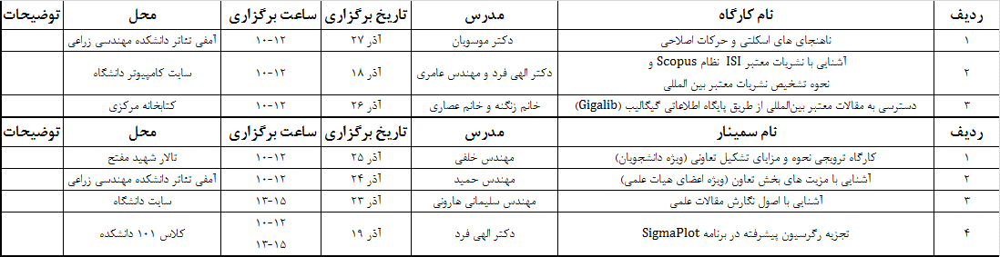 ردیف نام کارگاه مدرس تاریخ برگزاری ساعت برگزاری محل توضیحات
۱ ناهنجای های اسکلتی و حرکات اصلاحی دکتر موسویان آذر ۲۷ ۱۰-۱۲ آمفی تئاتر دانشکده مهندسی زراعی
۲ آشنایی با نشریات معتبر ISI نظام Scopus و
نحوه تشخیص نشریات معتبر بین المللی دکتر الهی فرد و مهندس عامری آذر ۱۸ ۱۰-۱۲ سایت کامپیوتر دانشگاه
۳ دسترسی به مقالات معتبر بین‌المللی از طریق پایگاه اطلاعاتی گیگالیب (Gigalib) خانم زنگنه و خانم عصاری آذر ۲۶ ۱۰-۱۲ کتابخانه مرکزی
ردیف نام سمینار مدرس تاریخ برگزاری ساعت برگزاری محل توضیحات
۱ کارگاه ترویجی نحوه و مزایای تشکیل تعاونی (ویژه دانشجویان) مهندس خلفی آذر ۲۵ ۱۰-۱۲ تالار شهید مفتح
۲ آشنایی با مزیت های بخش تعاون (ویژه اعضای هیات علمی) مهندس حمید آذر ۲۴ ۱۰-۱۲ آمفی تئاتر دانشکده مهندسی زراعی
۳ آشنایی با اصول نگارش مقالات علمی مهندس سلیمانی هارونی آذر ۲۳ ۱۳-۱۵ سایت دانشگاه
۴ تجزیه رگرسیون پیشرفته در برنامه SigmaPlot دکتر الهی فرد آذر ۱۹ ۱۰-۱۲
۱۳-۱۵ کلاس ۱۰۱ دانشکده